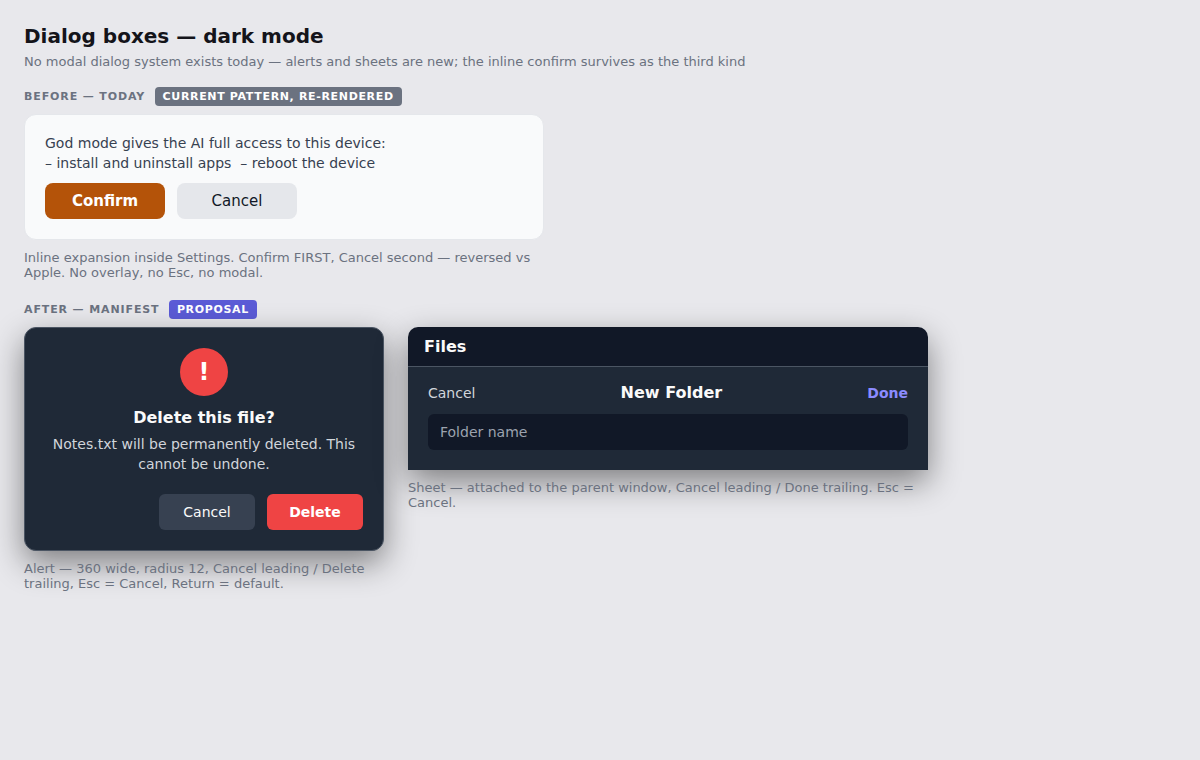 Dialog boxes — dark mode
No modal dialog system exists today — alerts and sheets are new; the inline confirm survives as the third kind
BEFORE — TODAY CURRENT PATTERN, RE-RENDERED
God mode gives the AI full access to this device:
– install and uninstall apps – reboot the device
Confirm Cancel
Inline expansion inside Settings. Confirm FIRST, Cancel second — reversed vs
Apple. No overlay, no Esc, no modal.
AFTER — MANIFEST PROPOSAL
!
Delete this file?
Notes.txt will be permanently deleted. This
cannot be undone.
Cancel Delete
Alert — 360 wide, radius 12, Cancel leading / Delete
trailing, Esc = Cancel, Return = default.
Files
Cancel New Folder Done
Folder name
Sheet — attached to the parent window, Cancel leading / Done trailing. Esc =
Cancel.